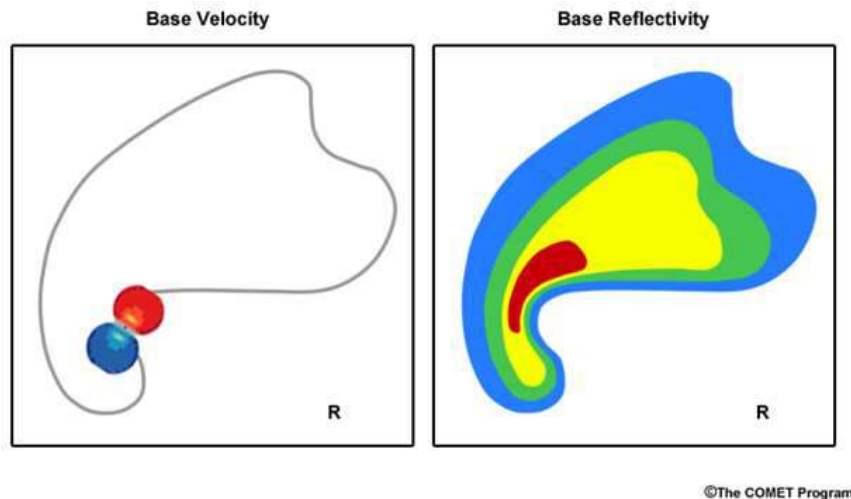 Base Velocity
Base Reflectivity
R
R
©The COMET Program